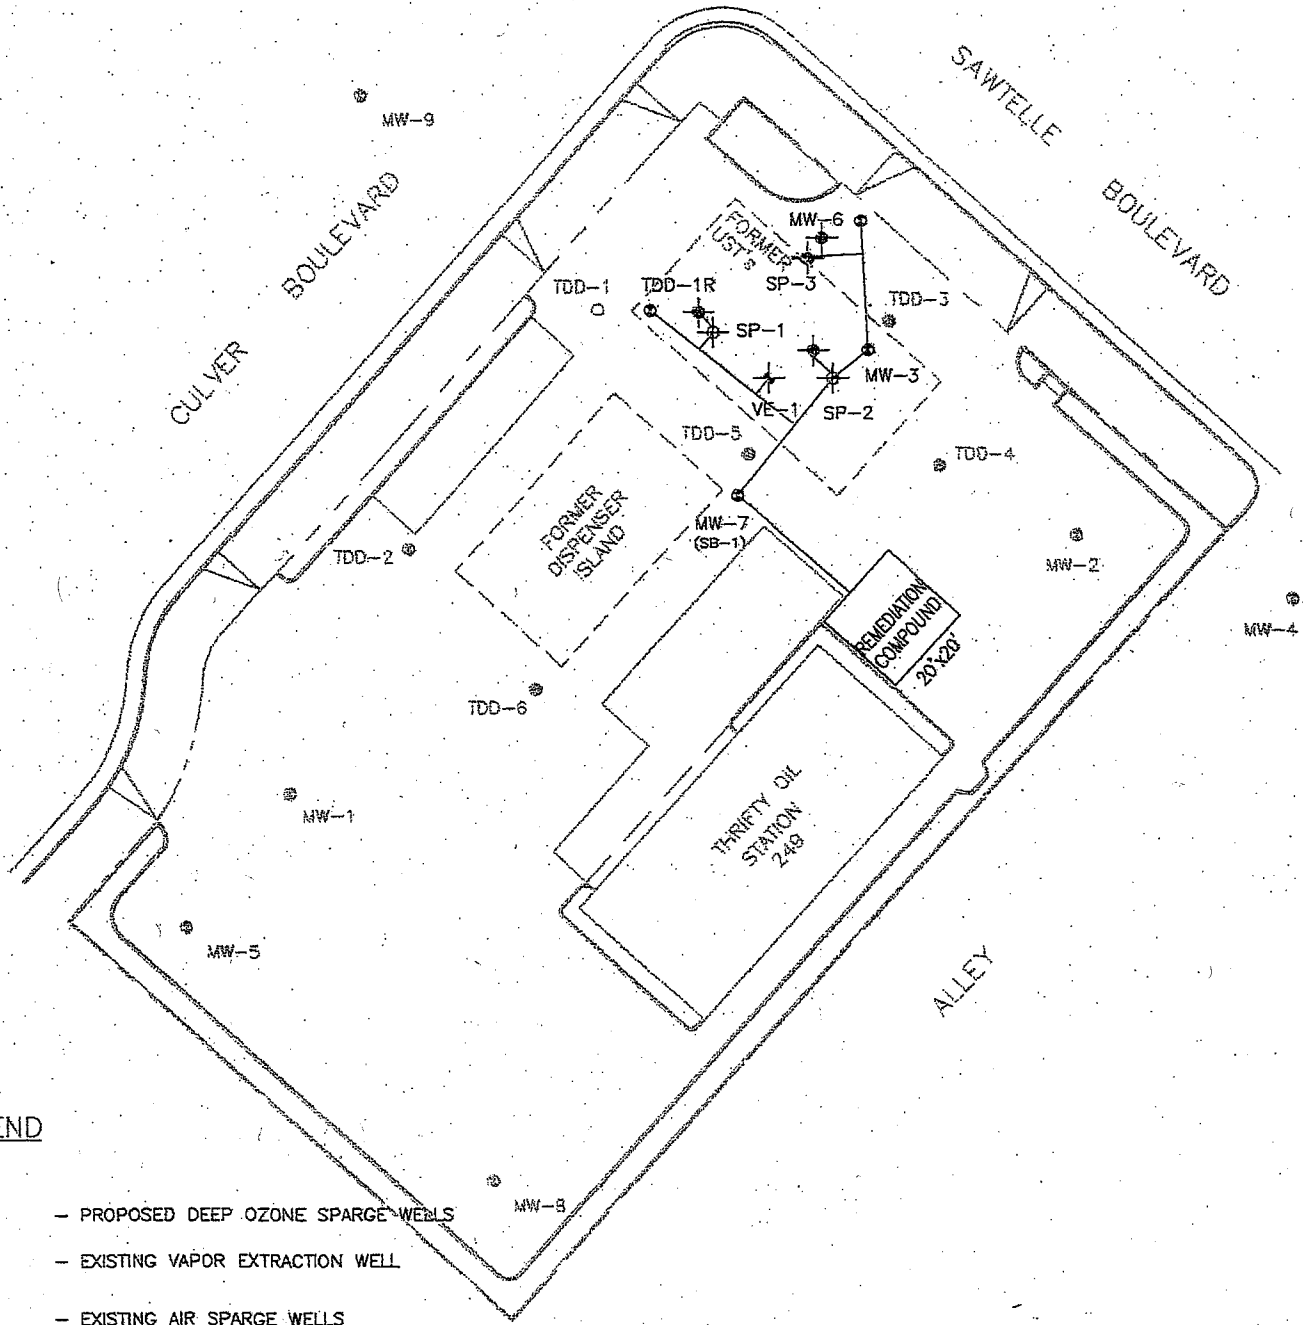 SAWTELLE
BOULEVARD
MW-9
CULVER
BOULEVARD
FORMER
UST's
MW-6
SP-3
TDD-1
TDD-1R
TDD-3
SP-1
MW-3
VE-1
SP-2
TDD-5
TDD-4
FORMER
DISPENSER
ISLAND
MW-7
(SB-1)
TDD-2
MW-2
REMEDIATION
COMPOUND
20'x20'
MW-4
TDD-6
THRIFTY OIL
STATION
MW-1
MW-5
ALLEY
END
– PROPOSED DEEP OZONE SPARGE WELLS
– EXISTING VAPOR EXTRACTION WELL
– EXISTING AIR SPARGE WELLS